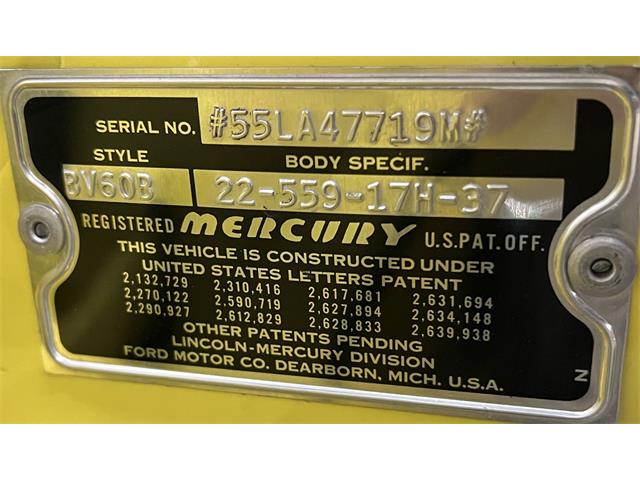 SERIAL NO. #55LA47719M#
STYLE BODY SPECIF.
BV60B 22-559-17H-37
REGISTERED MERCURY U.S.PAT.OFF.
THIS VEHICLE IS CONSTRUCTED UNDER
UNITED STATES LETTERS PATENT
2,132,729 2,310,416 2,617,681 2,631,694
2,270,122 2,590,719 2,627,894 2,634,148
2,290,927 2,612,829 2,628,833 2,639,938
OTHER PATENTS PENDING
LINCOLN-MERCURY DIVISION
FORD MOTOR CO. DEARBORN, MICH. U.S.A.
N